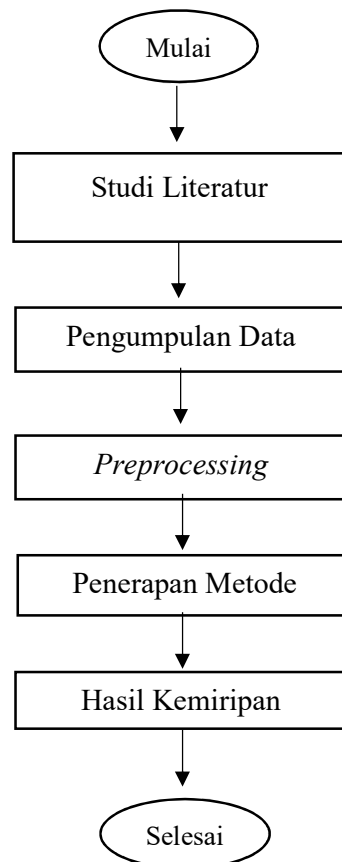 Mulai
Studi Literatur
Pengumpulan Data
Preprocessing
Penerapan Metode
Hasil Kemiripan
Selesai